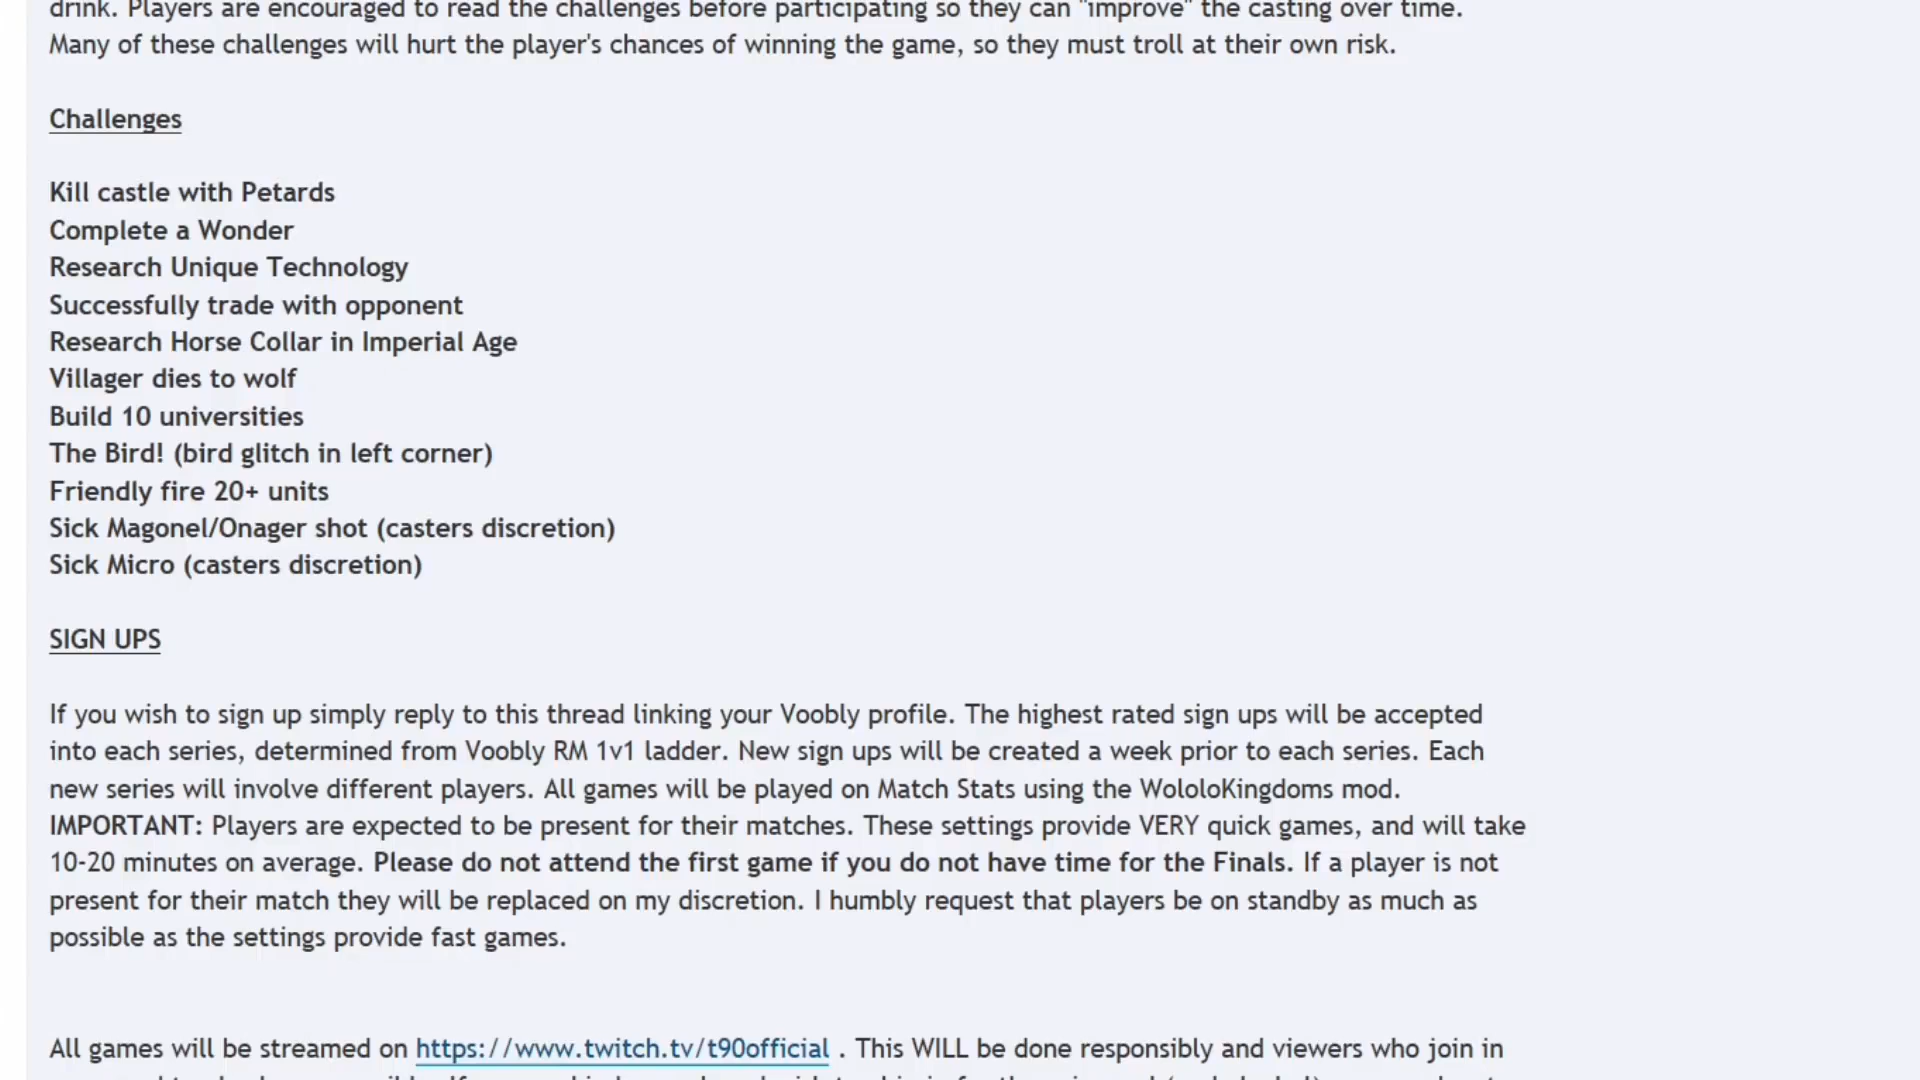 drink. Players are encouraged to read the challenges before participating so they can "improve" the casting over time.
Many of these challenges will hurt the player's chances of winning the game, so they must troll at their own risk.
Challenges
Kill castle with Petards
Complete a Wonder
Research Unique Technology
Successfully trade with opponent
Research Horse Collar in Imperial Age
Villager dies to wolf
Build 10 universities
The Bird! (bird glitch in left corner)
Friendly fire 20+ units
Sick Magonel/Onager shot (casters discretion)
Sick Micro (casters discretion)
SIGN UPS
If you wish to sign up simply reply to this thread linking your Voobly profile. The highest rated sign ups will be accepted
into each series, determined from Voobly RM 1v1 ladder. New sign ups will be created a week prior to each series. Each
new series will involve different players. All games will be played on Match Stats using the WololoKingdoms mod.
IMPORTANT: Players are expected to be present for their matches. These settings provide VERY quick games, and will take
10-20 minutes on average. Please do not attend the first game if you do not have time for the Finals. If a player is not
present for their match they will be replaced on my discretion. I humbly request that players be on standby as much as
possible as the settings provide fast games.
All games will be streamed on https://www.twitch.tv/t90official . This WILL be done responsibly and viewers who join in